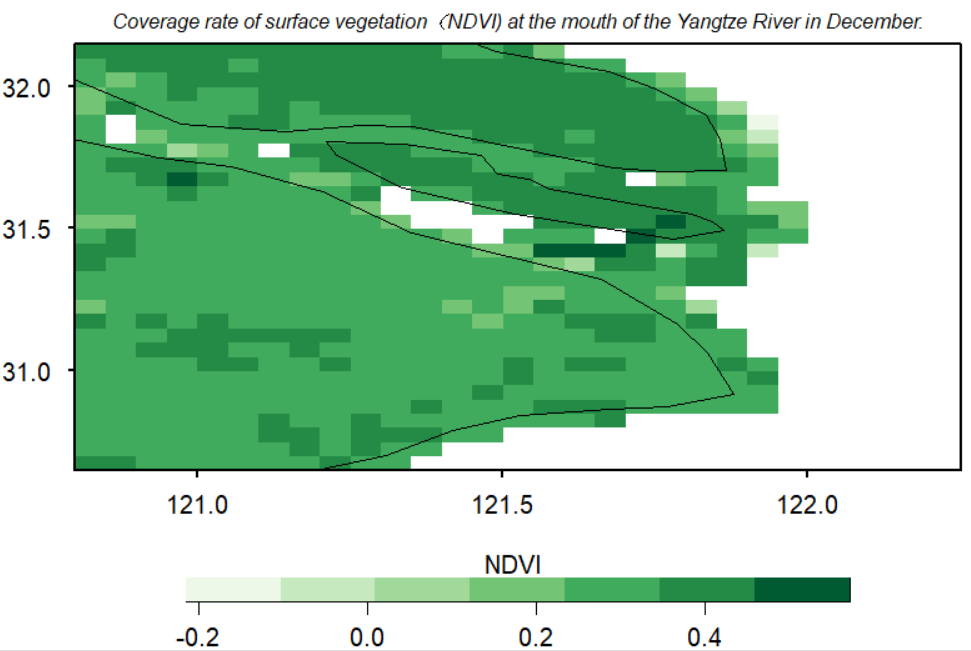 Coverage rate of surface vegetation （NDVI) at the mouth of the Yangtze River in December.
32.0
31.5
31.0
121.0 121.5 122.0
NDVI
-0.2 0.0 0.2 0.4